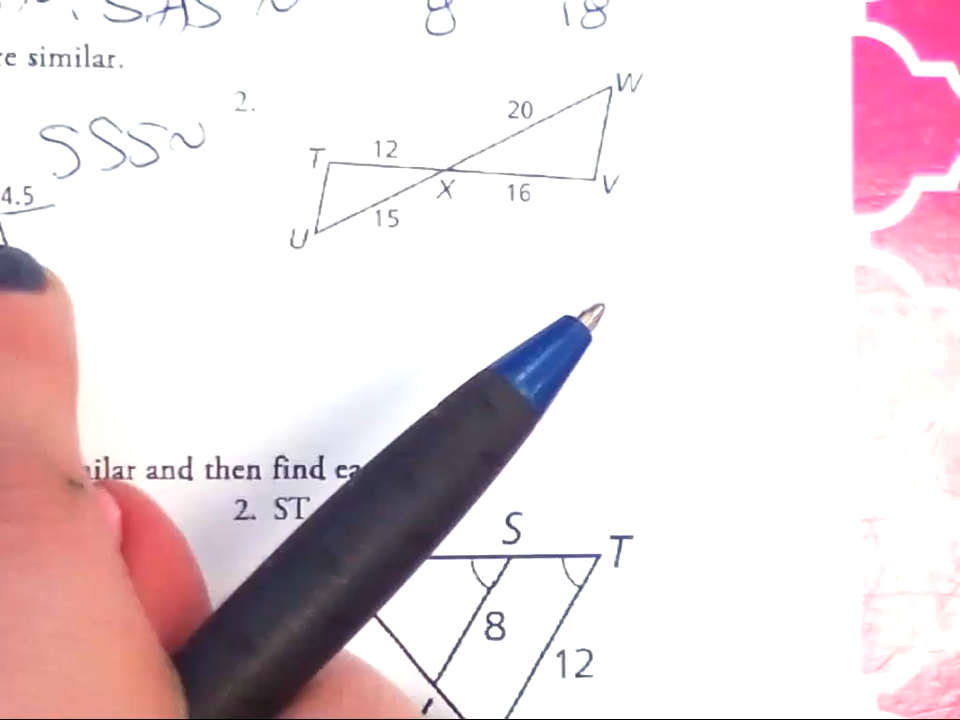 SAS ~
8 18
re similar.
SSS~
4.5
2.
W
20
T 12
X
16 V
15
U
ilar and then find ea
2. ST
S
T
8
12